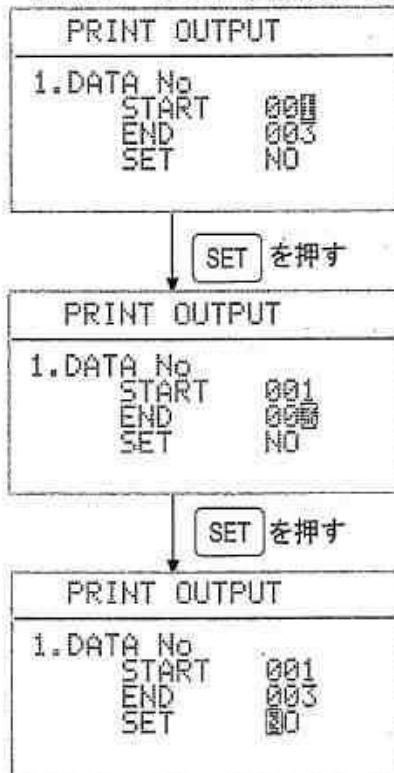 PRINT OUTPUT
1.DATA No
START 001
END 003
SET NO
SET を押す
PRINT OUTPUT
1.DATA No
START 001
END 003
SET NO
SET を押す
PRINT OUTPUT
1.DATA No
START 001
END 003
SET NO